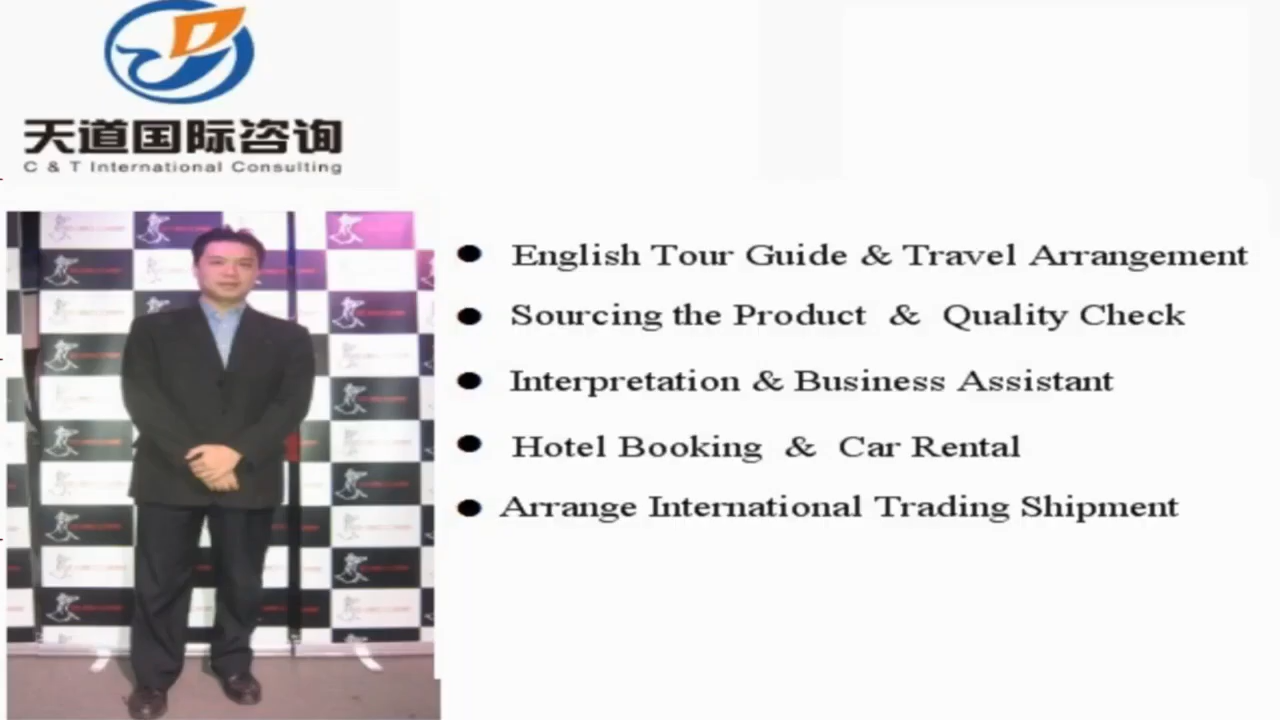 天道国际咨询
C & T International Consulting
● English Tour Guide & Travel Arrangement
● Sourcing the Product & Quality Check
● Interpretation & Business Assistant
● Hotel Booking & Car Rental
● Arrange International Trading Shipment